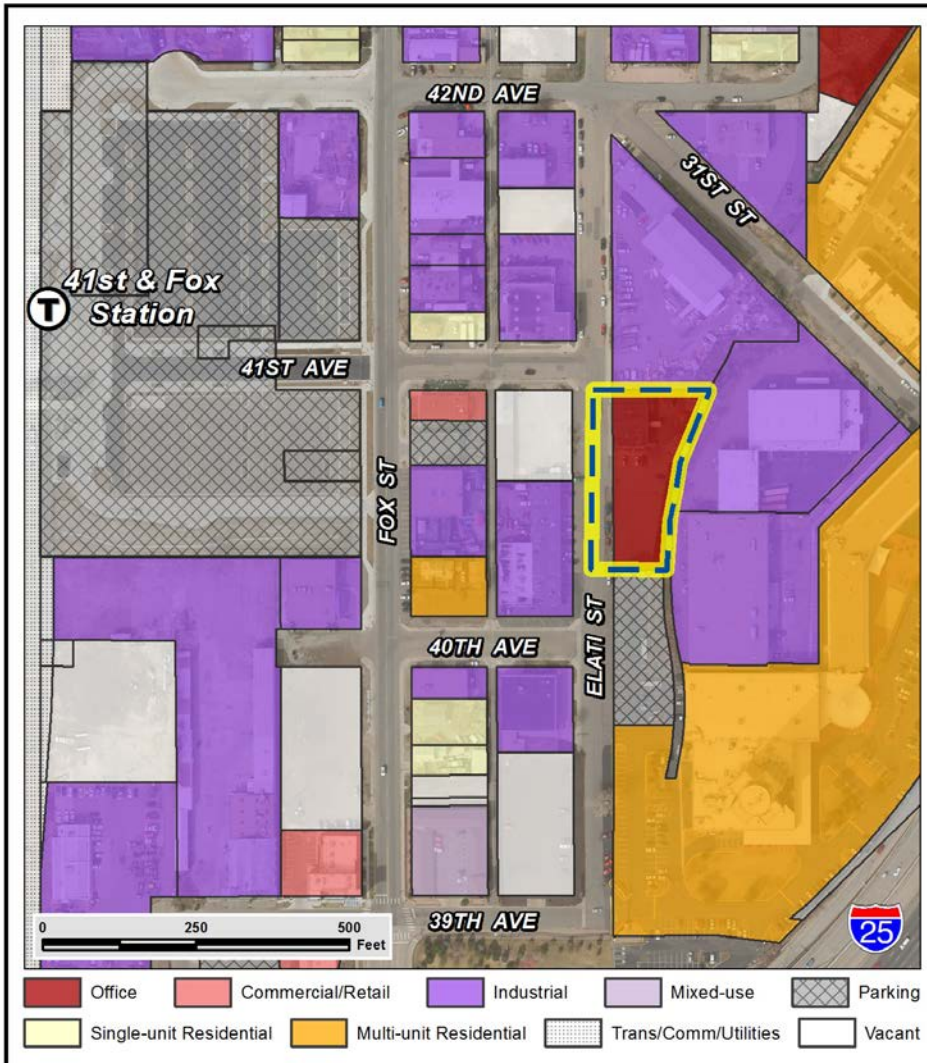 42ND AVE
31ST ST
T
41st & Fox
Station
41ST AVE
FOX ST
ELATI ST
40TH AVE
39TH AVE
0 250 500
Feet
25
Office Commercial/Retail Industrial Mixed-use Parking
Single-unit Residential Multi-unit Residential Trans/Comm/Utilities Vacant